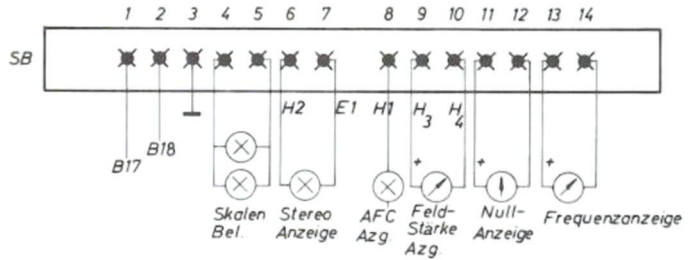 1 2 3 4 5 6 7 8 9 10 11 12 13 14
SB
H2 E1 H1 H3 H4
B17 B18
+ + +
Skalen Bel.
Stereo Anzeige
AFC Azg.
Feld-Stärke Azg.
Null-Anzeige
Frequenzanzeige